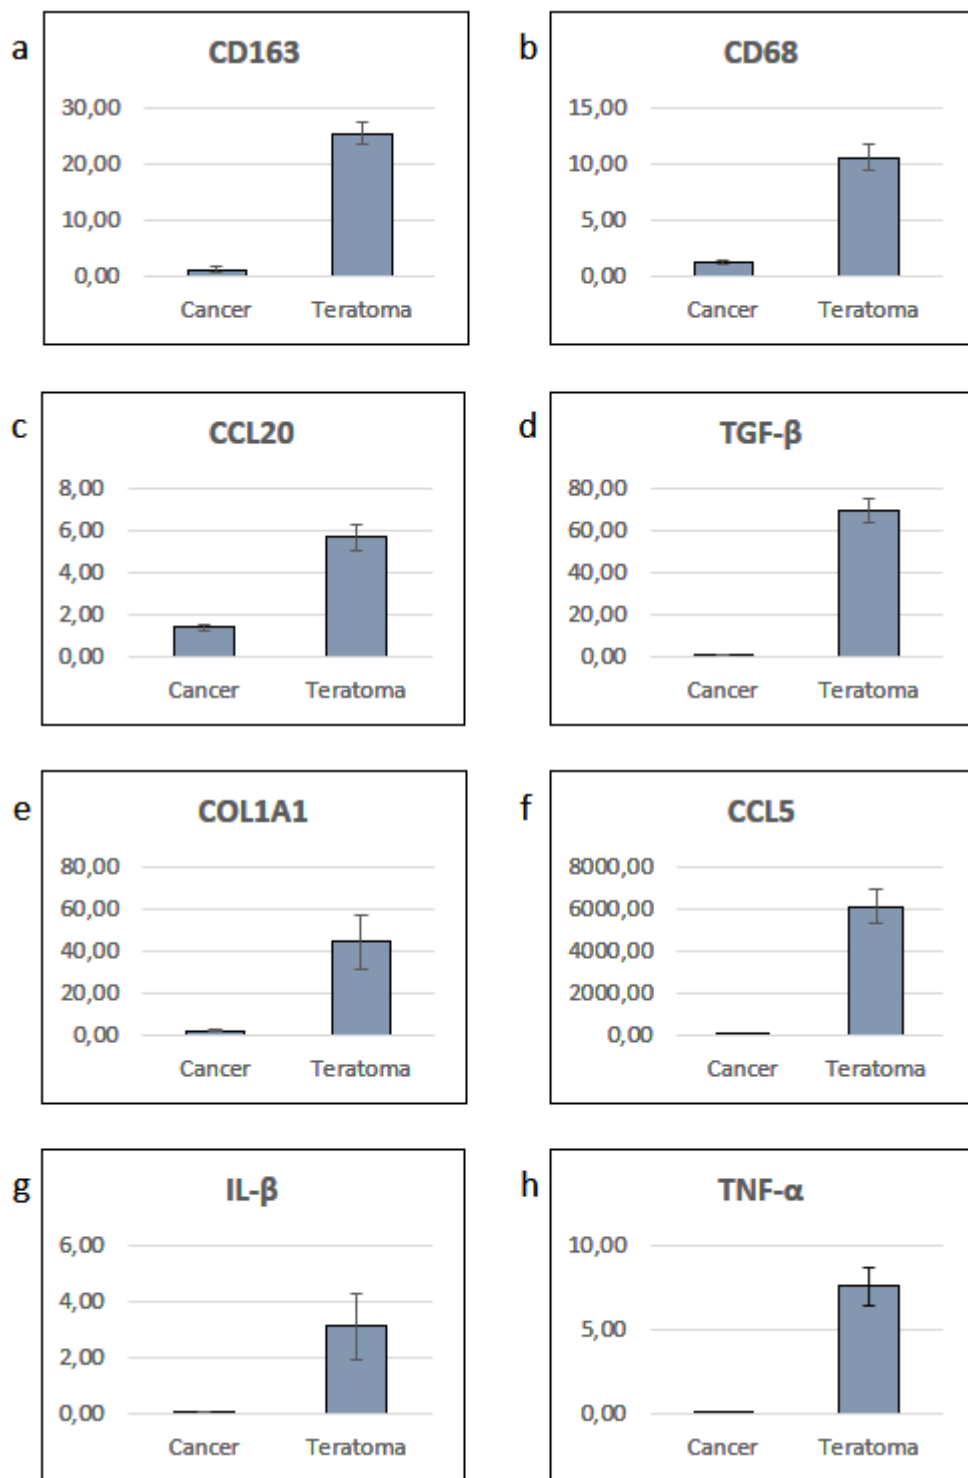 a
CD163
30,00
20,00
10,00
0,00
Cancer Teratoma
b
CD68
15,00
10,00
5,00
0,00
Cancer Teratoma
c
CCL20
8,00
6,00
4,00
2,00
0,00
Cancer Teratoma
d
TGF-β
80,00
60,00
40,00
20,00
0,00
Cancer Teratoma
e
COL1A1
80,00
60,00
40,00
20,00
0,00
Cancer Teratoma
f
CCL5
8000,00
6000,00
4000,00
2000,00
0,00
Cancer Teratoma
g
IL-β
6,00
4,00
2,00
0,00
Cancer Teratoma
h
TNF-α
10,00
5,00
0,00
Cancer Teratoma